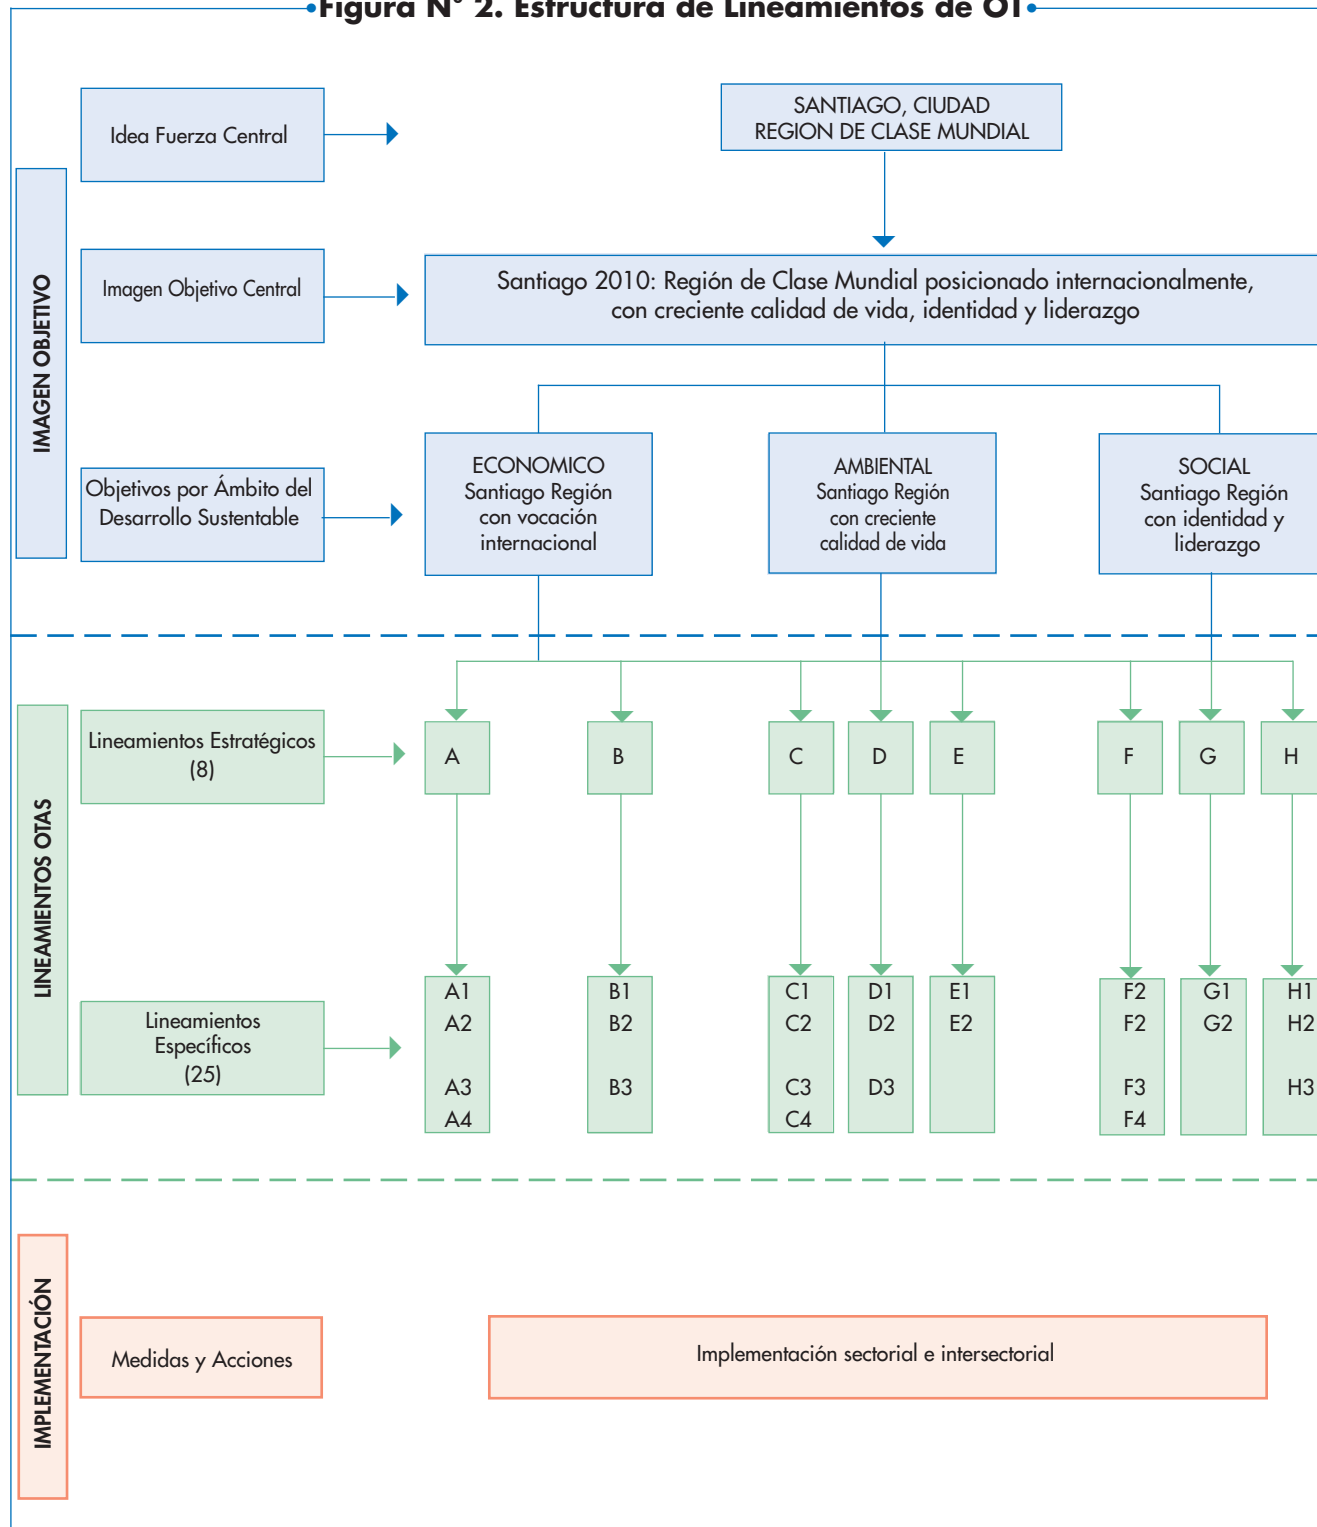 Figura N° 2. Estructura de Lineamientos de OT
Idea Fuerza Central
SANTIAGO, CIUDAD
REGION DE CLASE MUNDIAL
IMAGEN OBJETIVO
Imagen Objetivo Central
Santiago 2010: Región de Clase Mundial posicionado internacionalmente,
con creciente calidad de vida, identidad y liderazgo
Objetivos por Ámbito del
Desarrollo Sustentable
ECONOMICO
Santiago Región
con vocación
internacional
AMBIENTAL
Santiago Región
con creciente
calidad de vida
SOCIAL
Santiago Región
con identidad y
liderazgo
LINEAMIENTOS OTAS
Lineamientos Estratégicos
(8)
A B C D E F G H
Lineamientos
Específicos
(25)
A1 B1 C1 D1 E1 F2 G1 H1
A2 B2 C2 D2 E2 F2 G2 H2
A3 B3 C3 D3 F3 H3
A4 C4 F4
IMPLEMENTACIÓN
Medidas y Acciones
Implementación sectorial e intersectorial